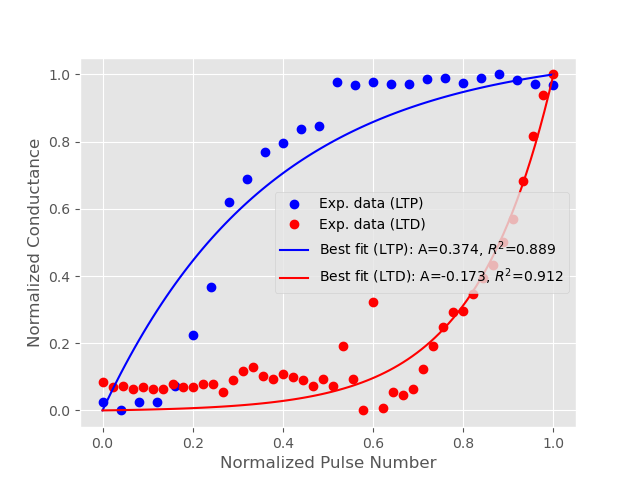 1.0
0.8
0.6
0.4
0.2
0.0
Normalized Conductance
Exp. data (LTP)
Exp. data (LTD)
Best fit (LTP): A=0.374, R²=0.889
Best fit (LTD): A=-0.173, R²=0.912
0.0 0.2 0.4 0.6 0.8 1.0
Normalized Pulse Number